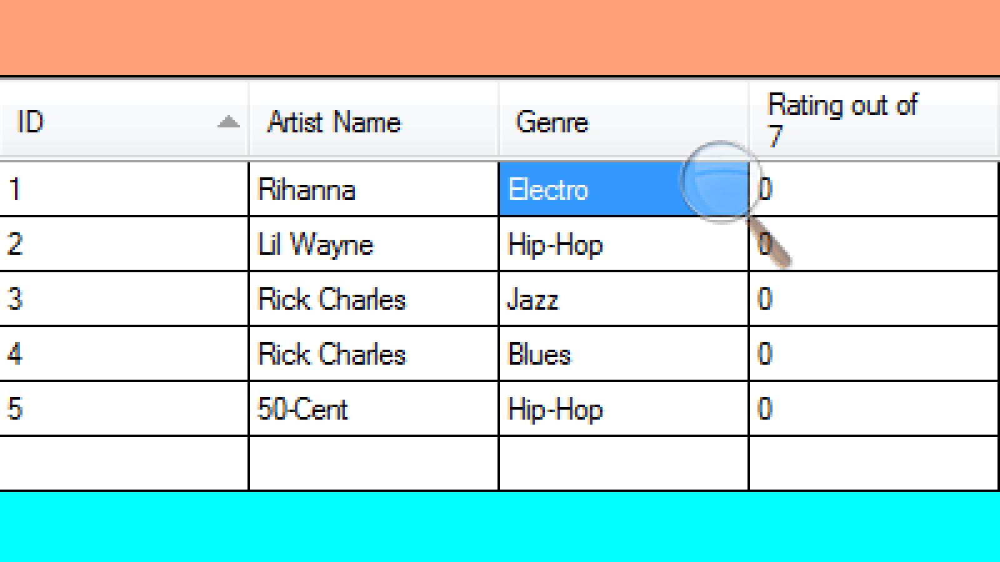 ID Artist Name Genre Rating out of
7
1 Rihanna Electro 0
2 Lil Wayne Hip-Hop 0
3 Rick Charles Jazz 0
4 Rick Charles Blues 0
5 50-Cent Hip-Hop 0